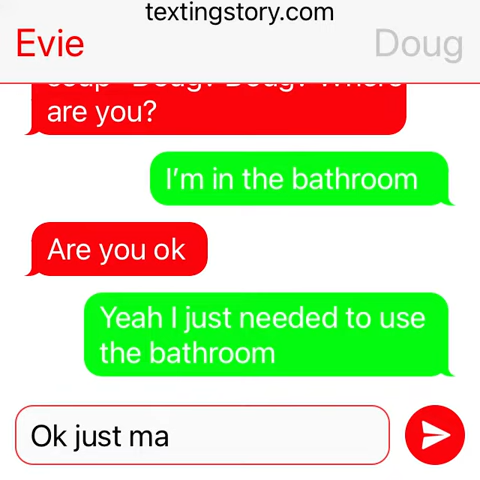 textingstory.com
Evie
Doug
are you?
I'm in the bathroom
Are you ok
Yeah I just needed to use
the bathroom
Ok just ma